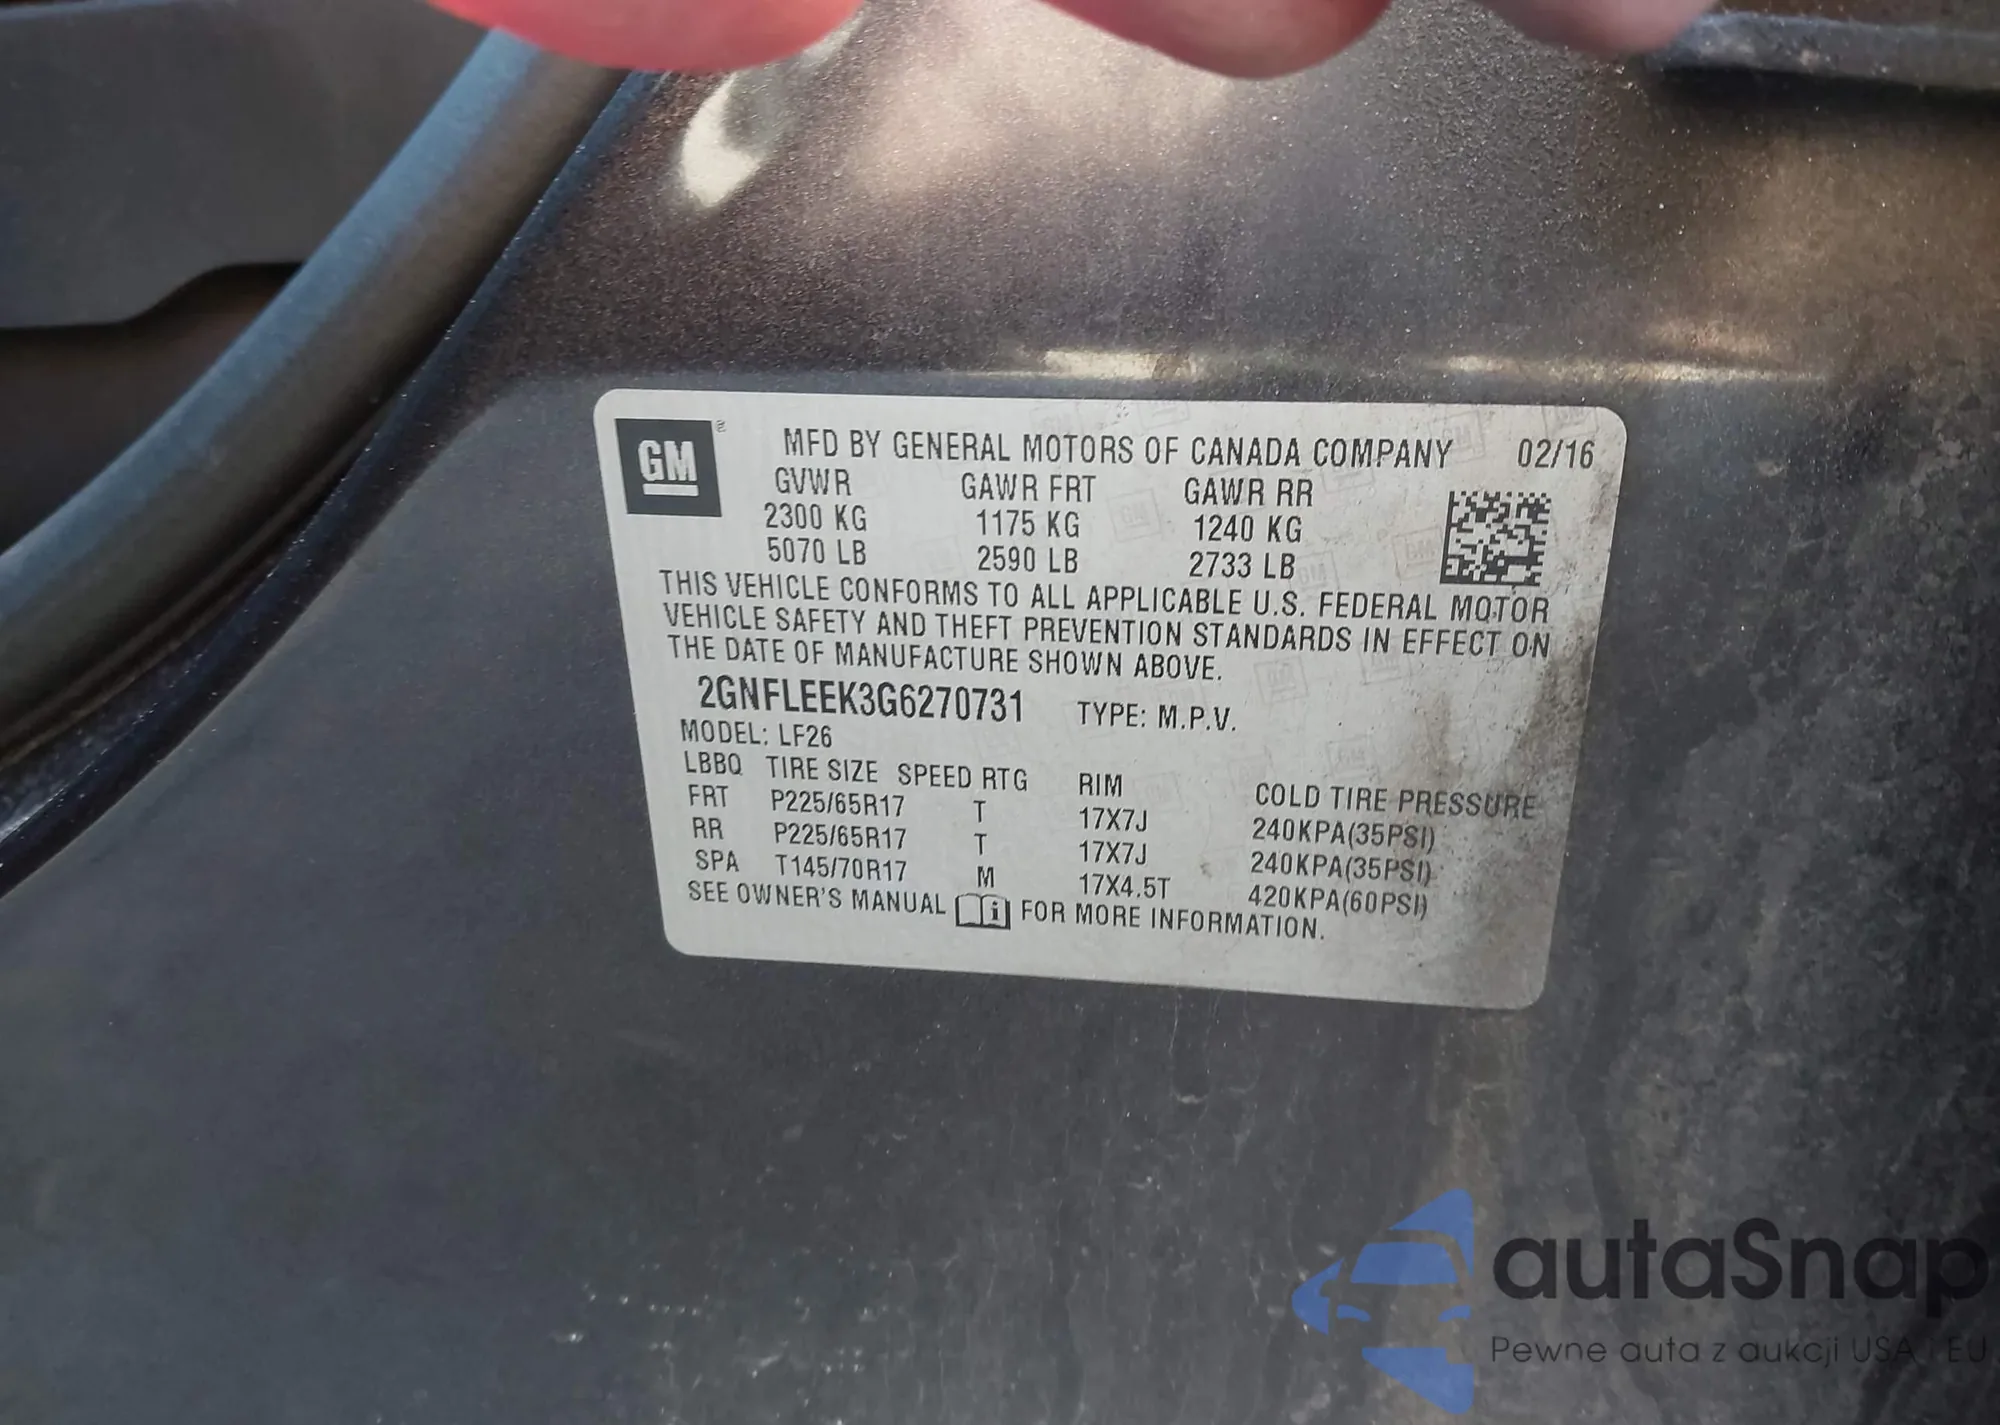 GM
MFD BY GENERAL MOTORS OF CANADA COMPANY 02/16
GVWR GAWR FRT GAWR RR
2300 KG 1175 KG 1240 KG
5070 LB 2590 LB 2733 LB
THIS VEHICLE CONFORMS TO ALL APPLICABLE U.S. FEDERAL MOTOR
VEHICLE SAFETY AND THEFT PREVENTION STANDARDS IN EFFECT ON
THE DATE OF MANUFACTURE SHOWN ABOVE.
2GNFLEEK3G6270731 TYPE: M.P.V.
MODEL: LF26
LBBQ TIRE SIZE SPEED RTG RIM COLD TIRE PRESSURE
FRT P225/65R17 T 17X7J 240KPA(35PSI)
RR P225/65R17 T 17X7J 240KPA(35PSI)
SPA T145/70R17 M 17X4.5T 420KPA(60PSI)
SEE OWNER'S MANUAL FOR MORE INFORMATION.
autaSnap
Pewne auta z aukcji USA i EU